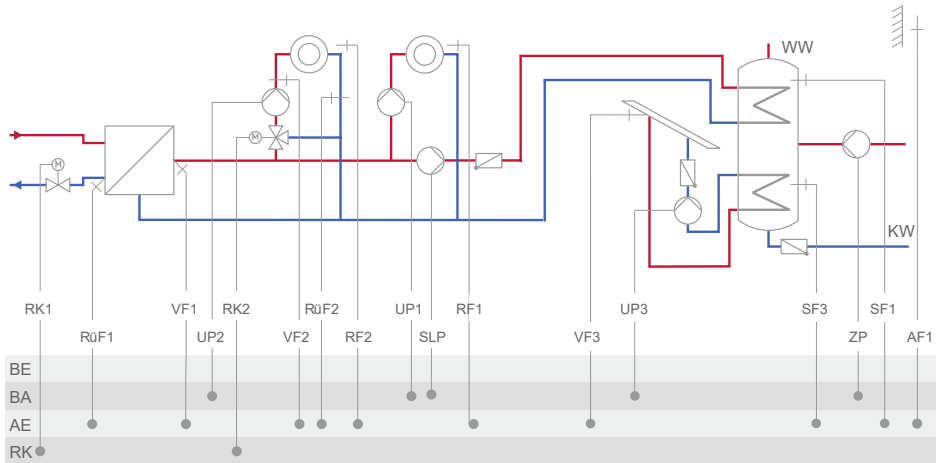 WW
M
M
KW
RK1 VF1 RK2 RüF2 UP1 RF1 UP3 SF3 SF1
RüF1 UP2 VF2 RF2 SLP VF3 ZP AF1
BE
BA
AE
RK